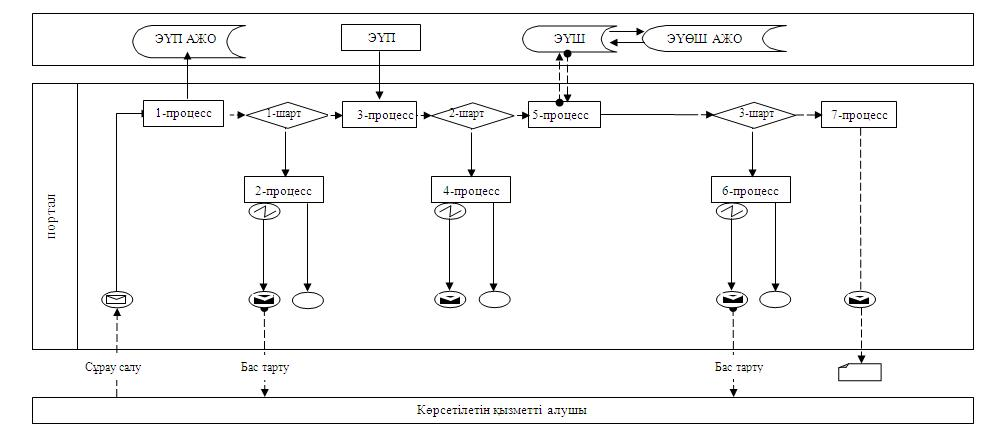 ЭҮП АЖО
ЭҮП
ЭҮШ
ЭҮӨШ АЖО
портал
1-процесс
1-шарт
3-процесс
2-шарт
5-процесс
3-шарт
7-процесс
2-процесс
4-процесс
6-процесс
Сұрау салу
Бас тарту
Бас тарту
Көрсетілетін қызметті алушы